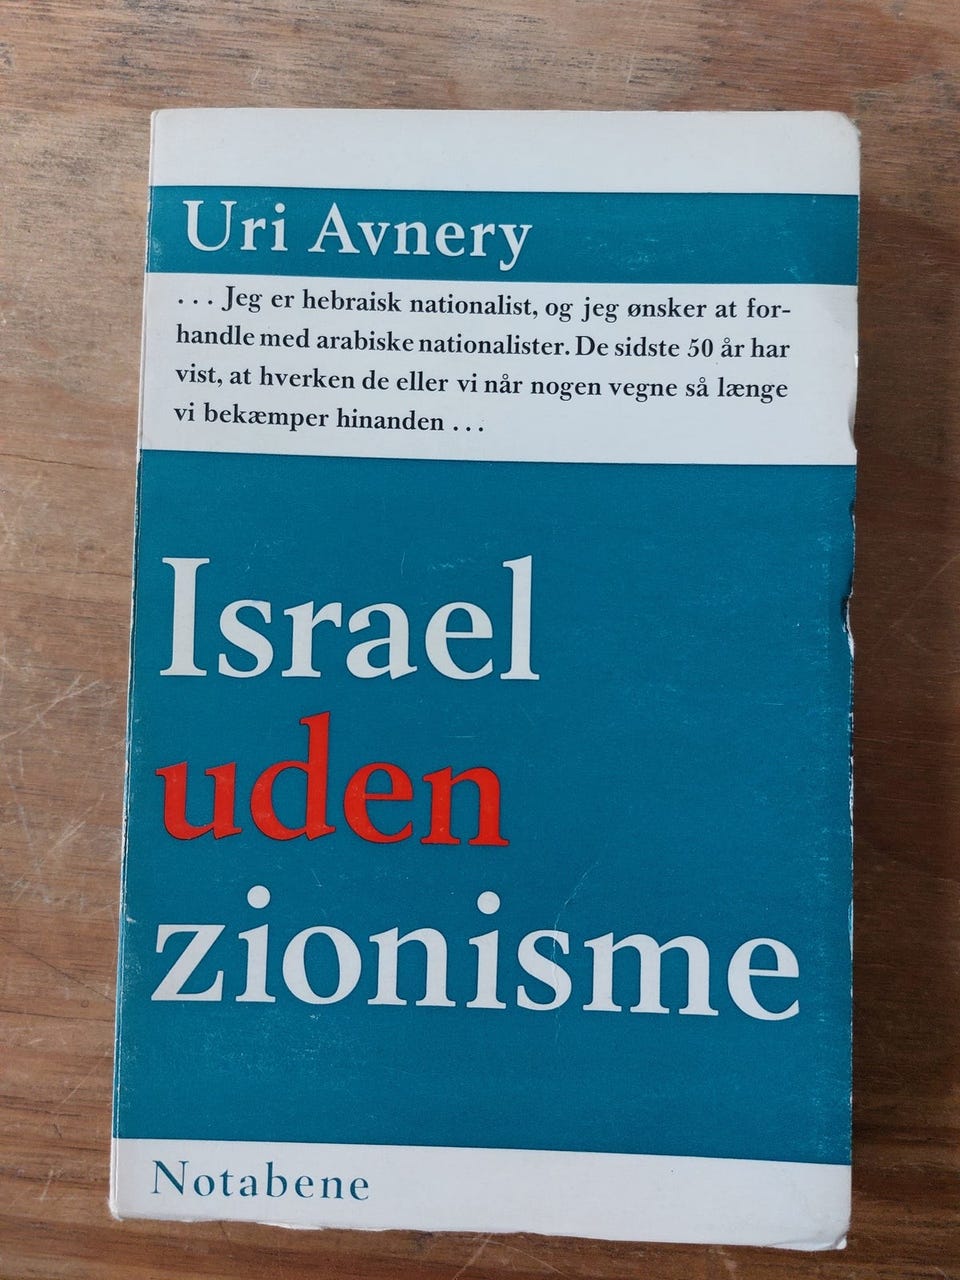 Uri Avnery
. . . Jeg er hebraisk nationalist, og jeg ønsker at for-
handle med arabiske nationalister. De sidste 50 år har
vist, at hverken de eller vi når nogen vegne så længe
vi bekæmper hinanden . . .
Israel
uden
zionisme
Notabene